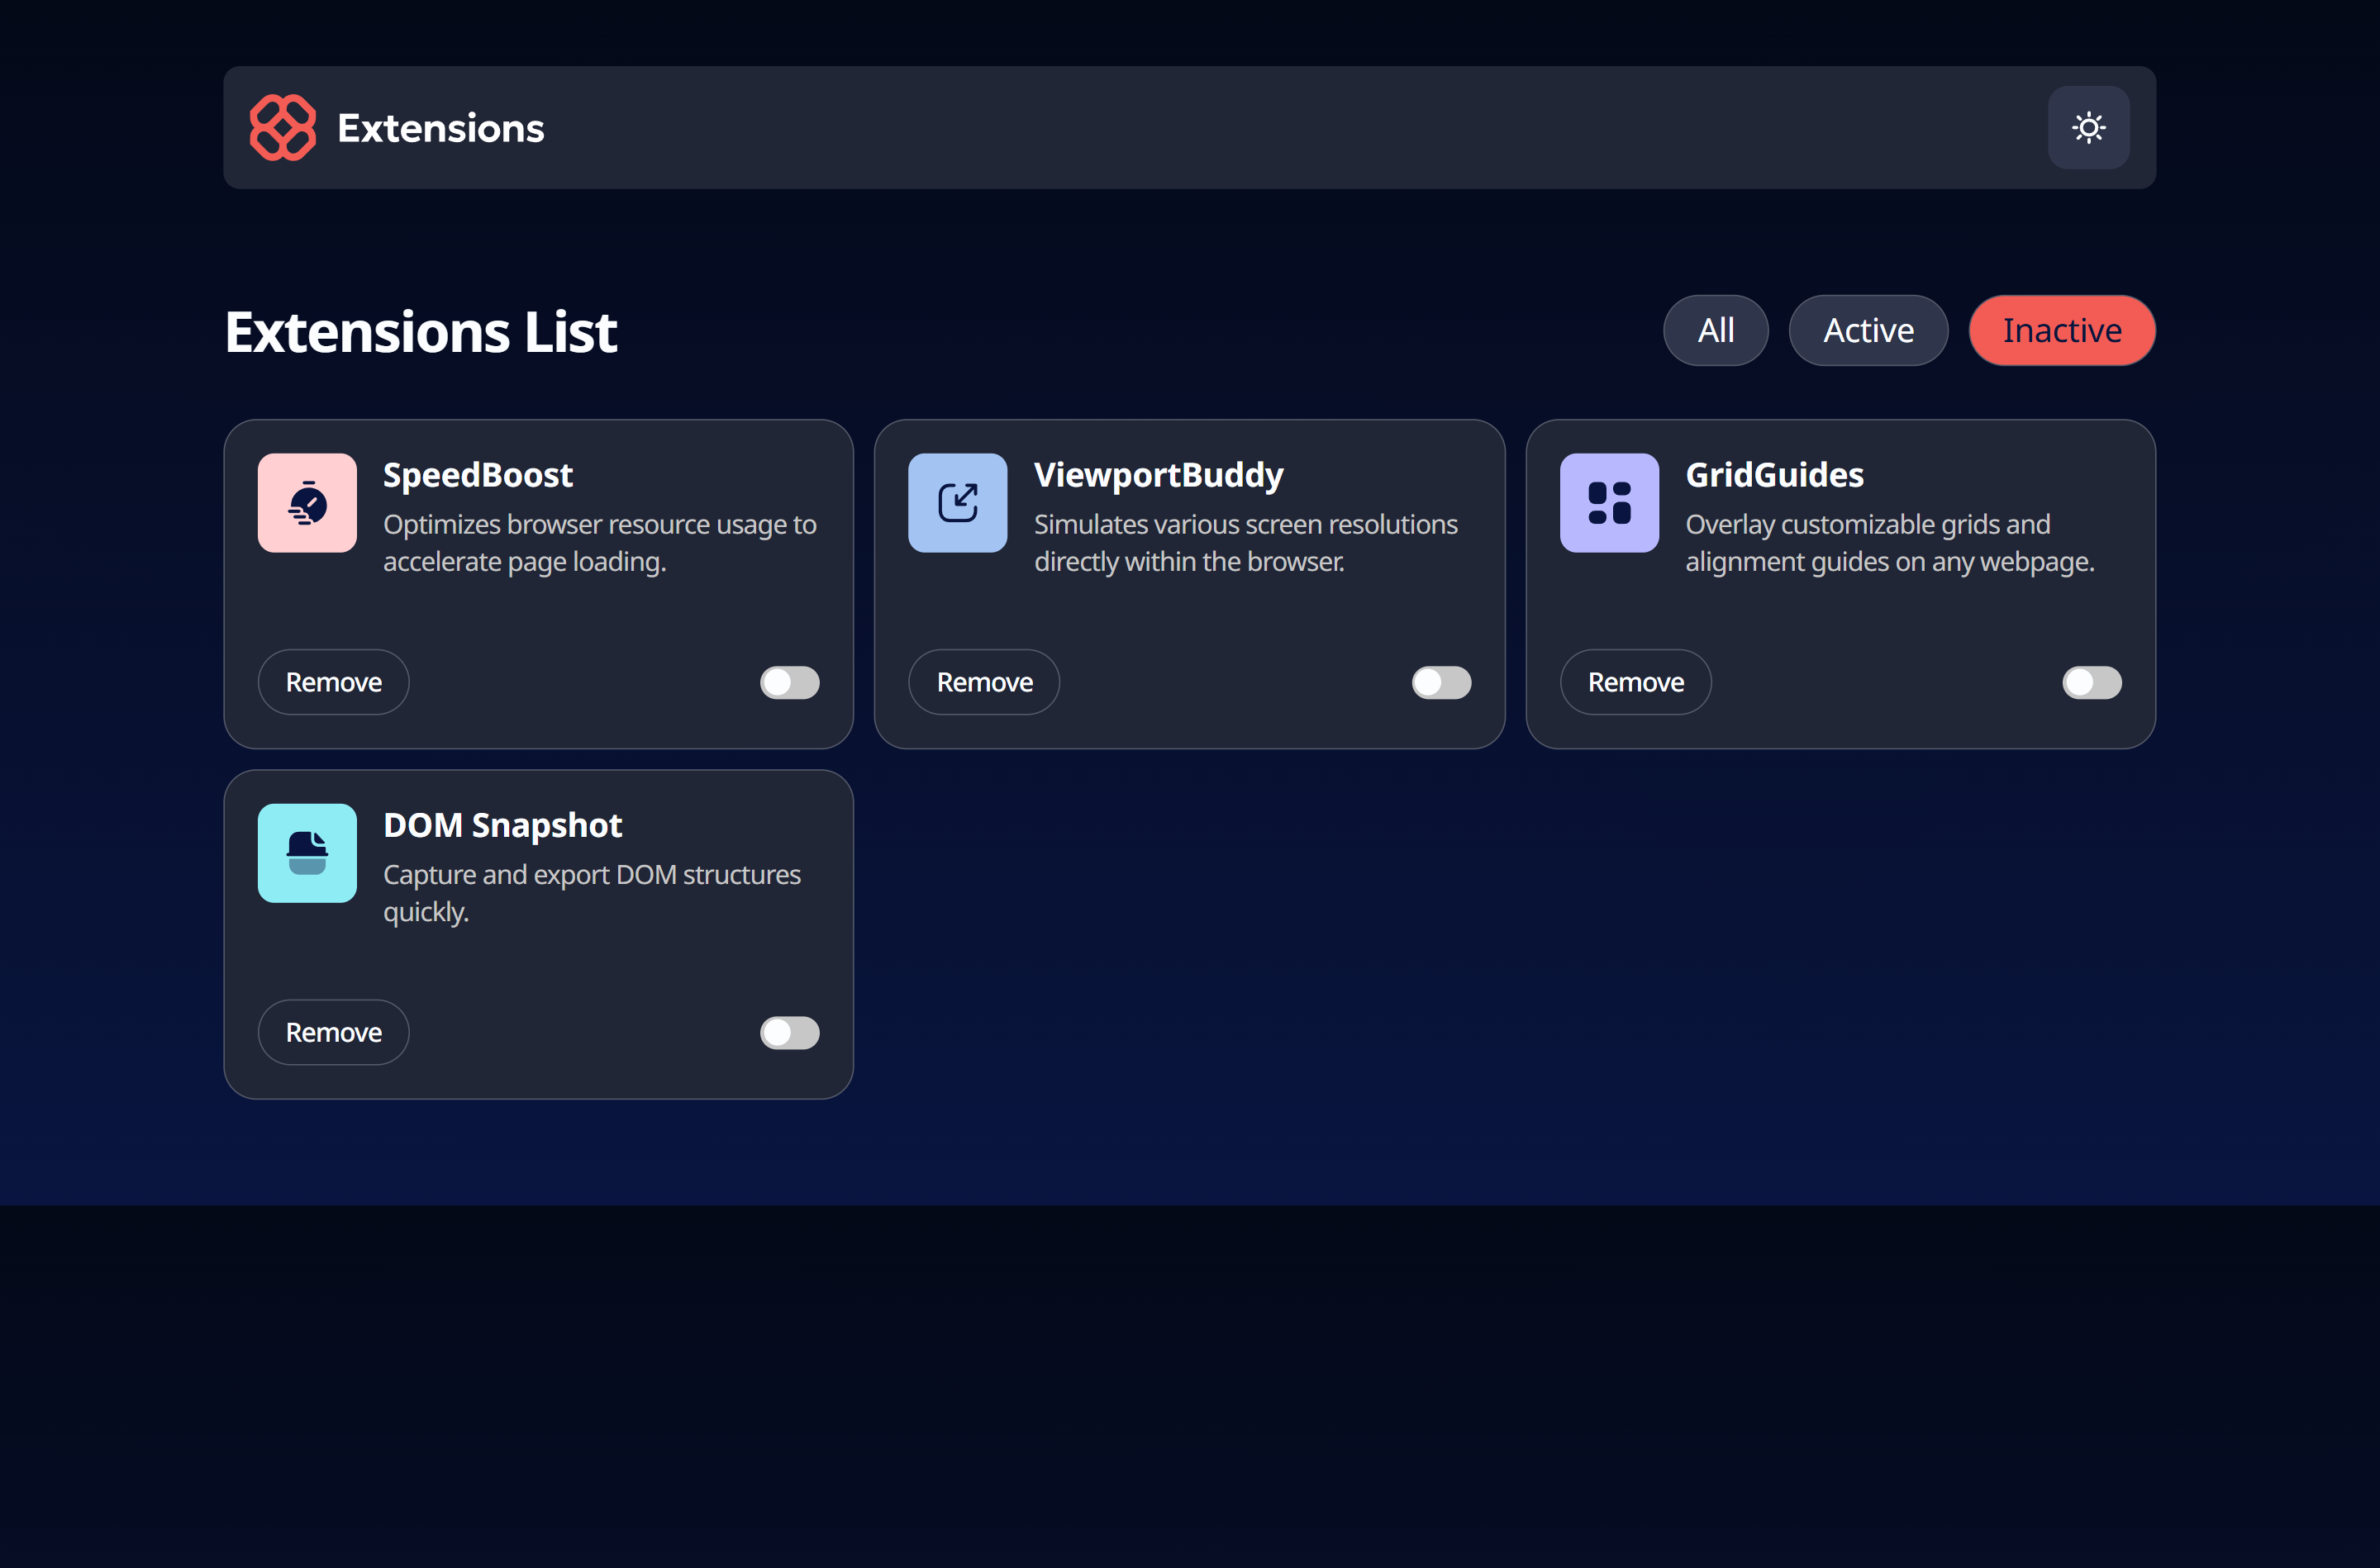 Extensions
Extensions List
All
Active
Inactive
SpeedBoost
Optimizes browser resource usage to
accelerate page loading.
Remove
ViewportBuddy
Simulates various screen resolutions
directly within the browser.
Remove
GridGuides
Overlay customizable grids and
alignment guides on any webpage.
Remove
DOM Snapshot
Capture and export DOM structures
quickly.
Remove